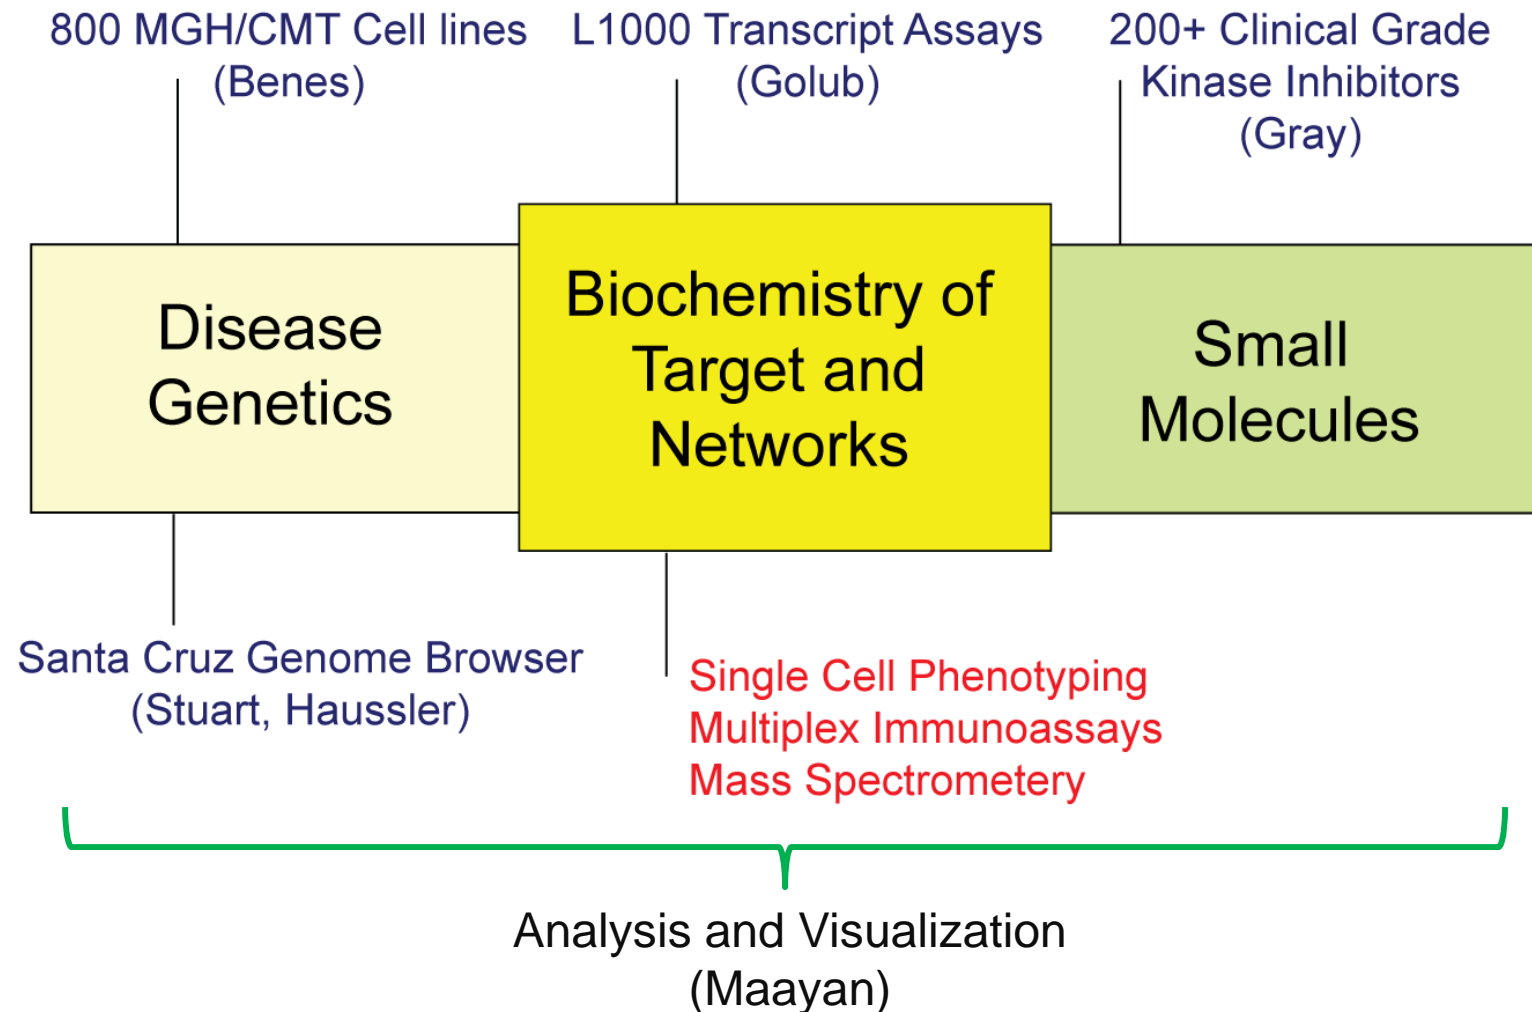 800 MGH/CMT Cell lines
(Benes)
L1000 Transcript Assays
(Golub)
200+ Clinical Grade
Kinase Inhibitors
(Gray)
Disease
Genetics
Biochemistry of
Target and
Networks
Small
Molecules
Santa Cruz Genome Browser
(Stuart, Haussler)
Single Cell Phenotyping
Multiplex Immunoassays
Mass Spectrometery
Analysis and Visualization
(Maayan)